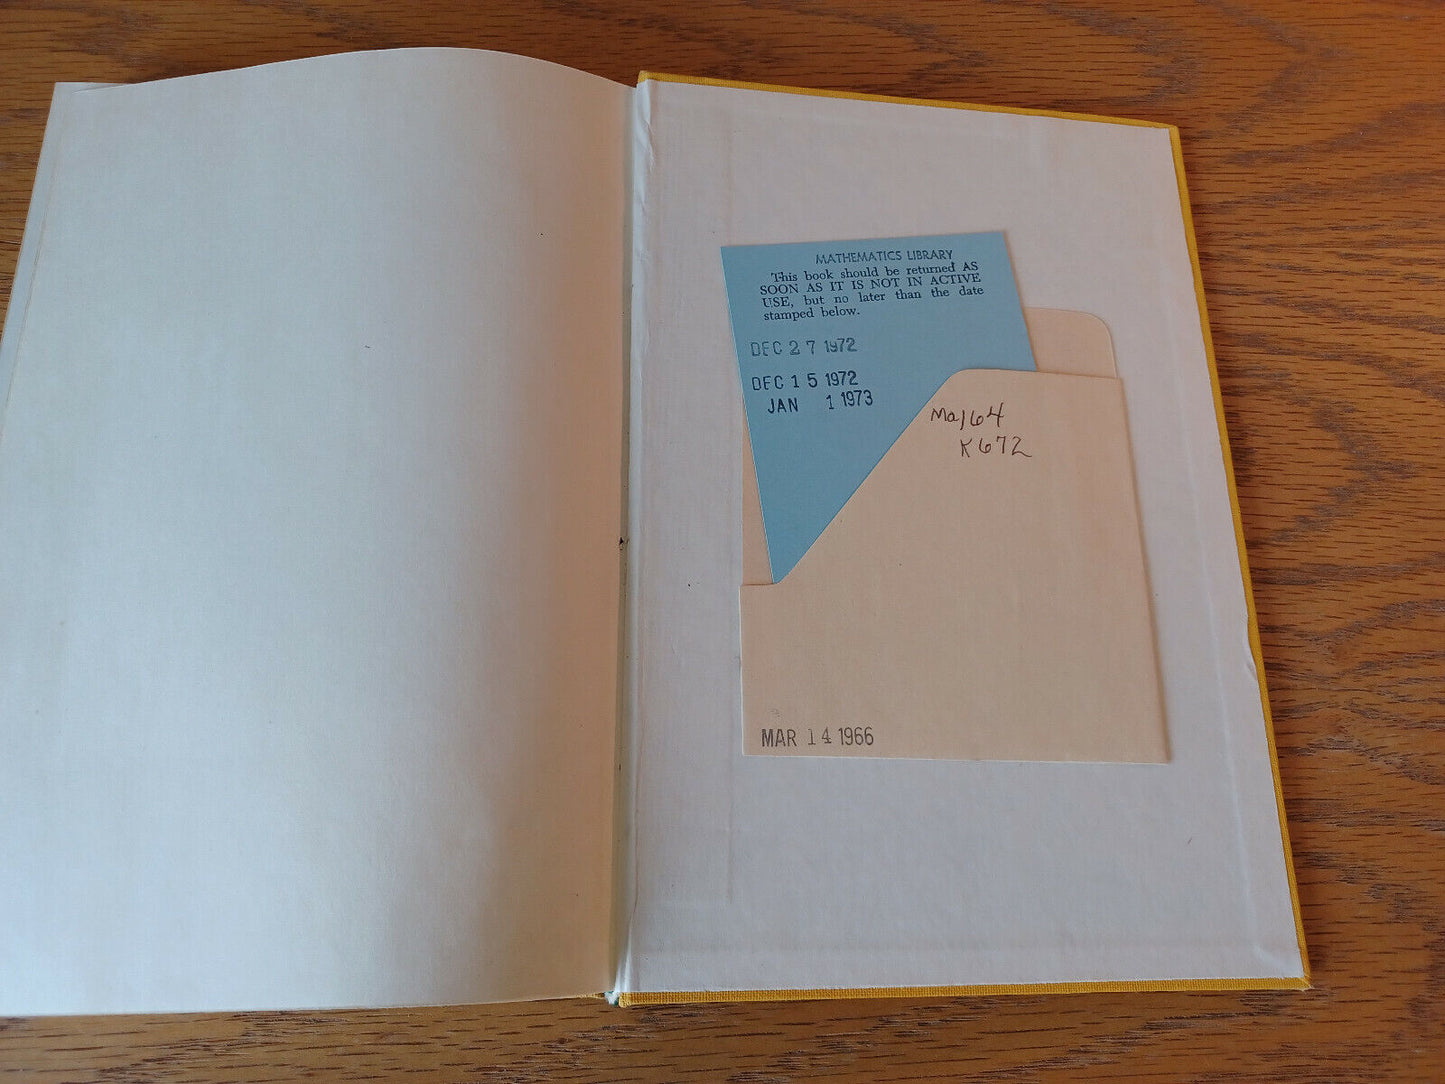 MATHEMATICS LIBRARY
This book should be returned AS
SOON AS IT IS NOT IN ACTIVE
USE, but no later than the date
stamped below.
DEC 27 1972
DEC 15 1972
JAN 1 1973
Ma164
K672
MAR 14 1966